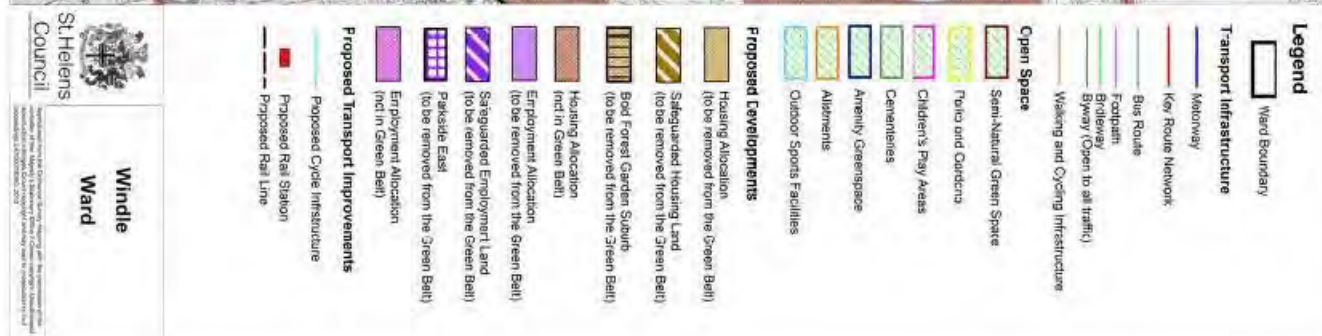 Legend
Ward Boundary
Transport Infrastructure
Motorway
Key Route Network
Bus Route
Footpath
Bridleway
Byway (Open to all traffic)
Walking and Cycling Infrastructure
Open Space
Semi-Natural Green Space
Parks and Gardens
Children's Play Areas
Cementeries
Amenity Greenspace
Allotments
Outdoor Sports Facilities
Proposed Developments
Housing Allocation
(to be removed from the Green Belt)
Safeguarded Housing Land
(to be removed from the Green Belt)
Bold Forest Garden Suburb
(to be removed from the Green Belt)
Housing Allocation
(not in Green Belt)
Employment Allocation
(to be removed from the Green Belt)
Safeguarded Employment Land
(to be removed from the Green Belt)
Parkside East
(to be removed from the Green Belt)
Employment Allocation
(not in Green Belt)
Proposed Transport Improvements
Proposed Cycle Infrstructure
Proposed Rail Station
Proposed Rail Line
St.Helens
Council
Windle
Ward